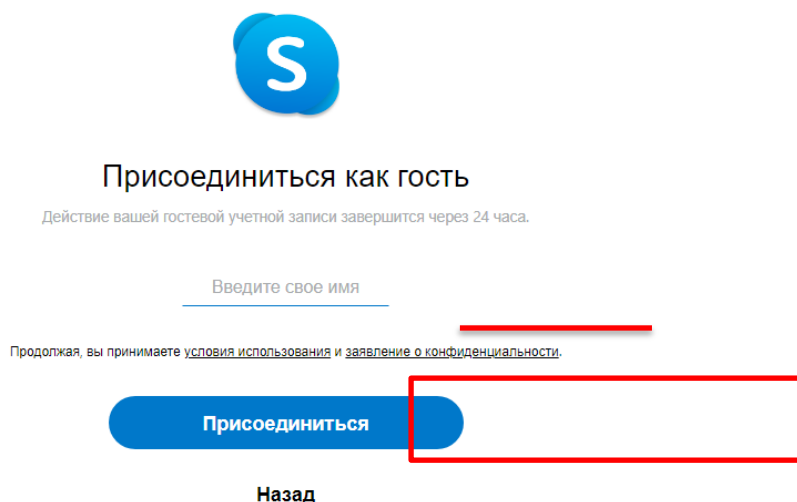 S
Присоединиться как гость
Действие вашей гостевой учетной записи завершится через 24 часа.
Введите свое имя
Продолжая, вы принимаете условия использования и заявление о конфиденциальности.
Присоединиться
Назад